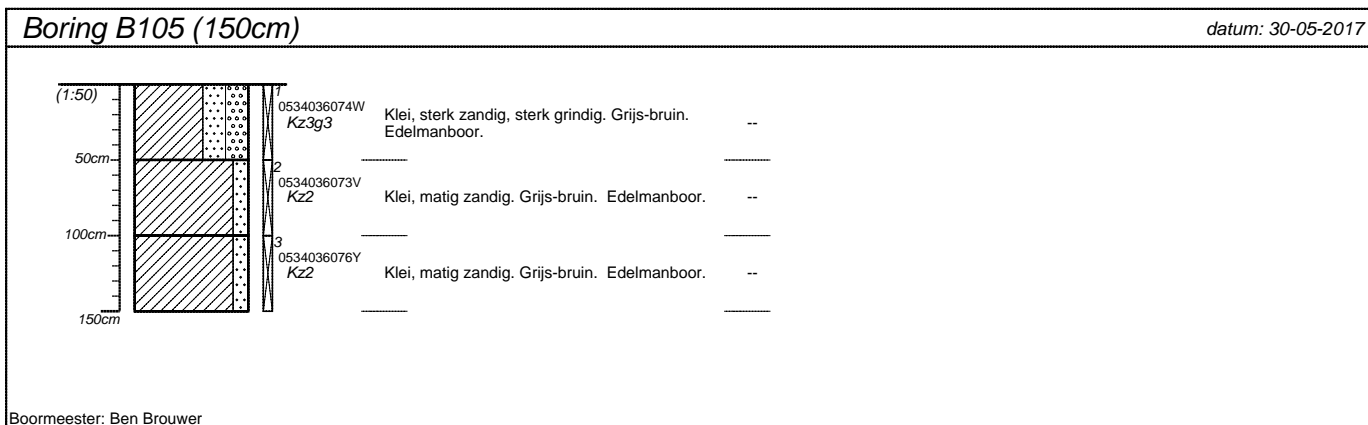 Boring B105 (150cm)
datum: 30-05-2017
(1:50)
1
0534036074W
Kz3g3
Klei, sterk zandig, sterk grindig. Grijs-bruin.
Edelmanboor.
--
50cm
2
0534036073V
Kz2
Klei, matig zandig. Grijs-bruin.  Edelmanboor.
--
100cm
3
0534036076Y
Kz2
Klei, matig zandig. Grijs-bruin.  Edelmanboor.
--
150cm
Boormeester: Ben Brouwer